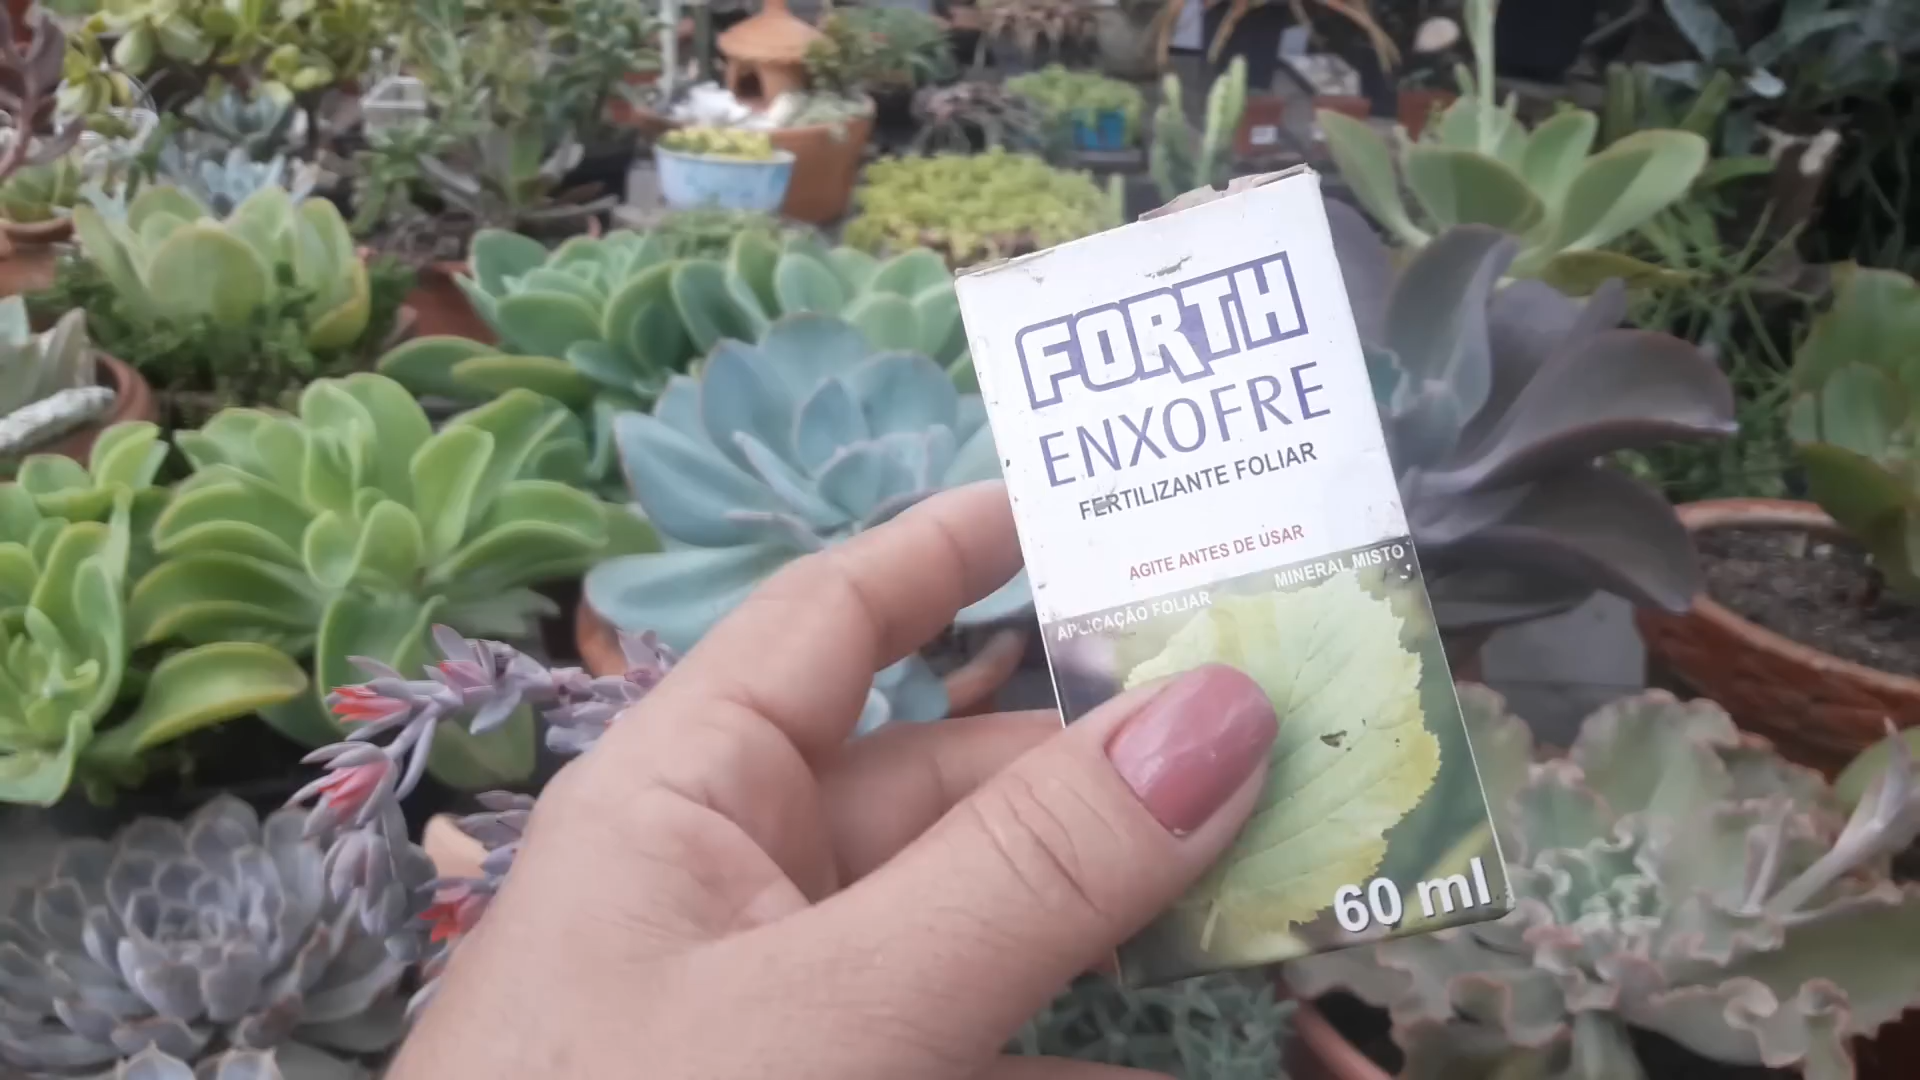 FORTH
ENXOFRE
FERTILIZANTE FOLIAR
AGITE ANTES DE USAR
MINERAL MISTO
APLICAÇÃO FOLIAR
60 ml